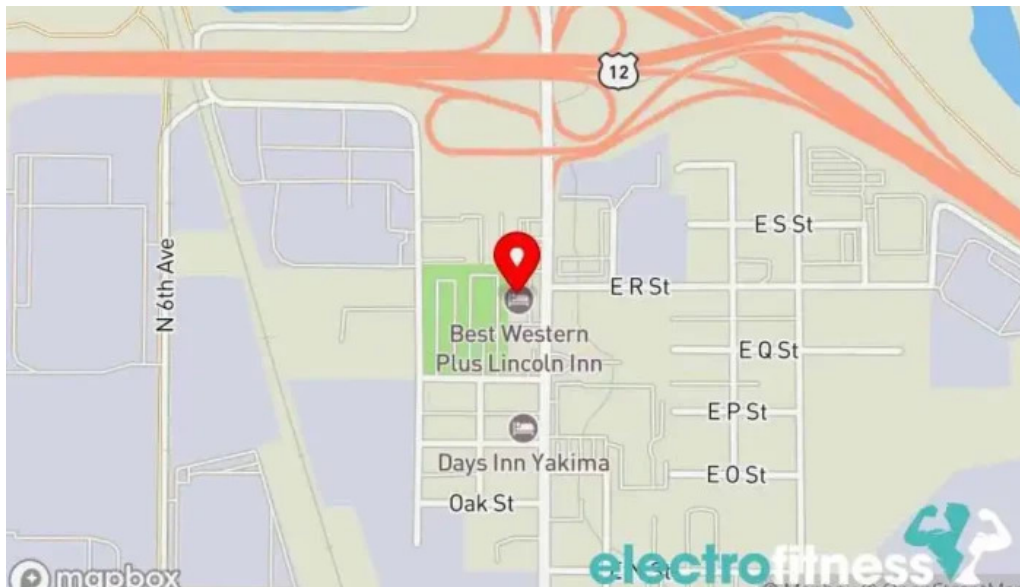 12
E S St
N 6th Ave
E R St
Best Western
Plus Lincoln Inn
E Q St
E P St
Days Inn Yakima
E O St
Oak St
electrofitness
mapbox